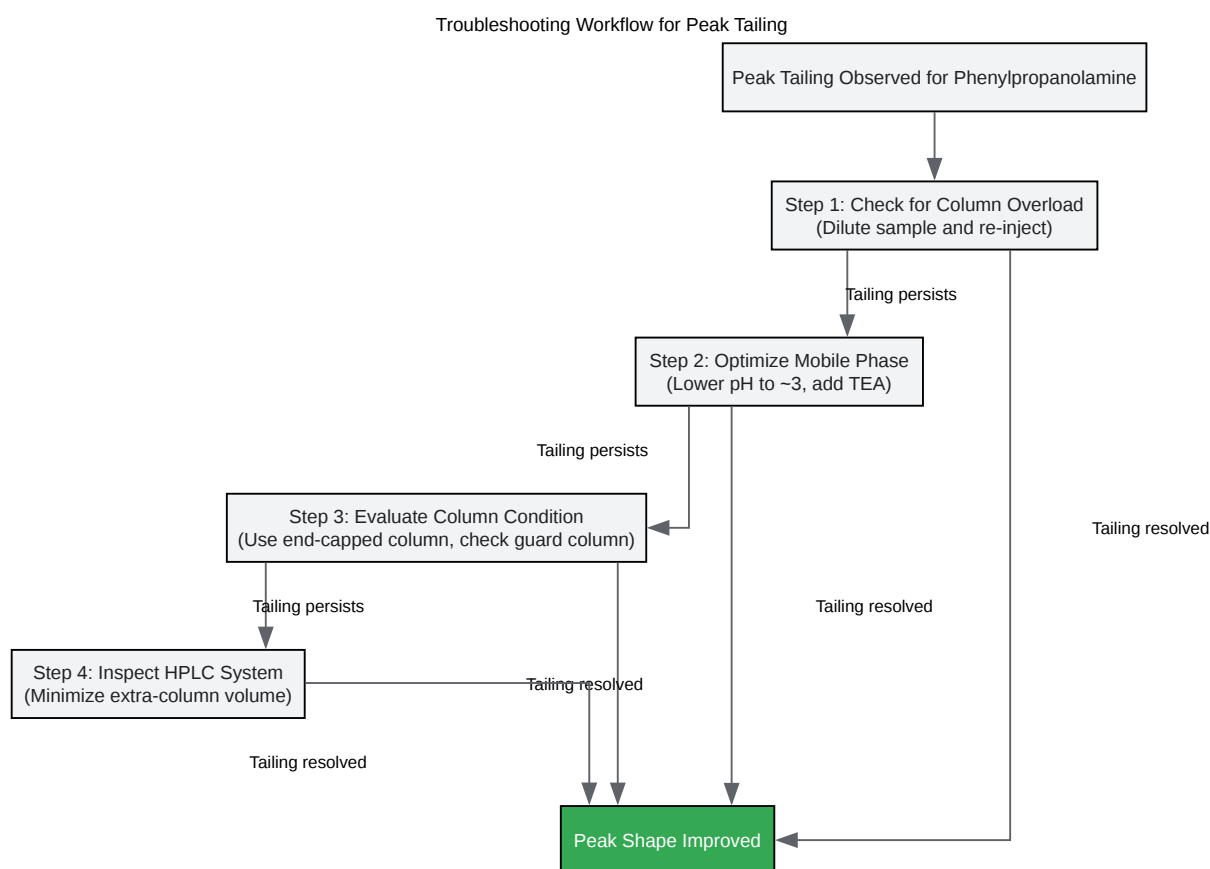 Troubleshooting Workflow for Peak Tailing
Peak Tailing Observed for Phenylpropanolamine
Step 1: Check for Column Overload
(Dilute sample and re-inject)
Tailing persists
Step 2: Optimize Mobile Phase
(Lower pH to ~3, add TEA)
Tailing persists
Step 3: Evaluate Column Condition
(Use end-capped column, check guard column)
Tailing resolved
Tailing persists
Tailing resolved
Step 4: Inspect HPLC System
(Minimize extra-column volume)
Tailing resolved
Tailing resolved
Peak Shape Improved